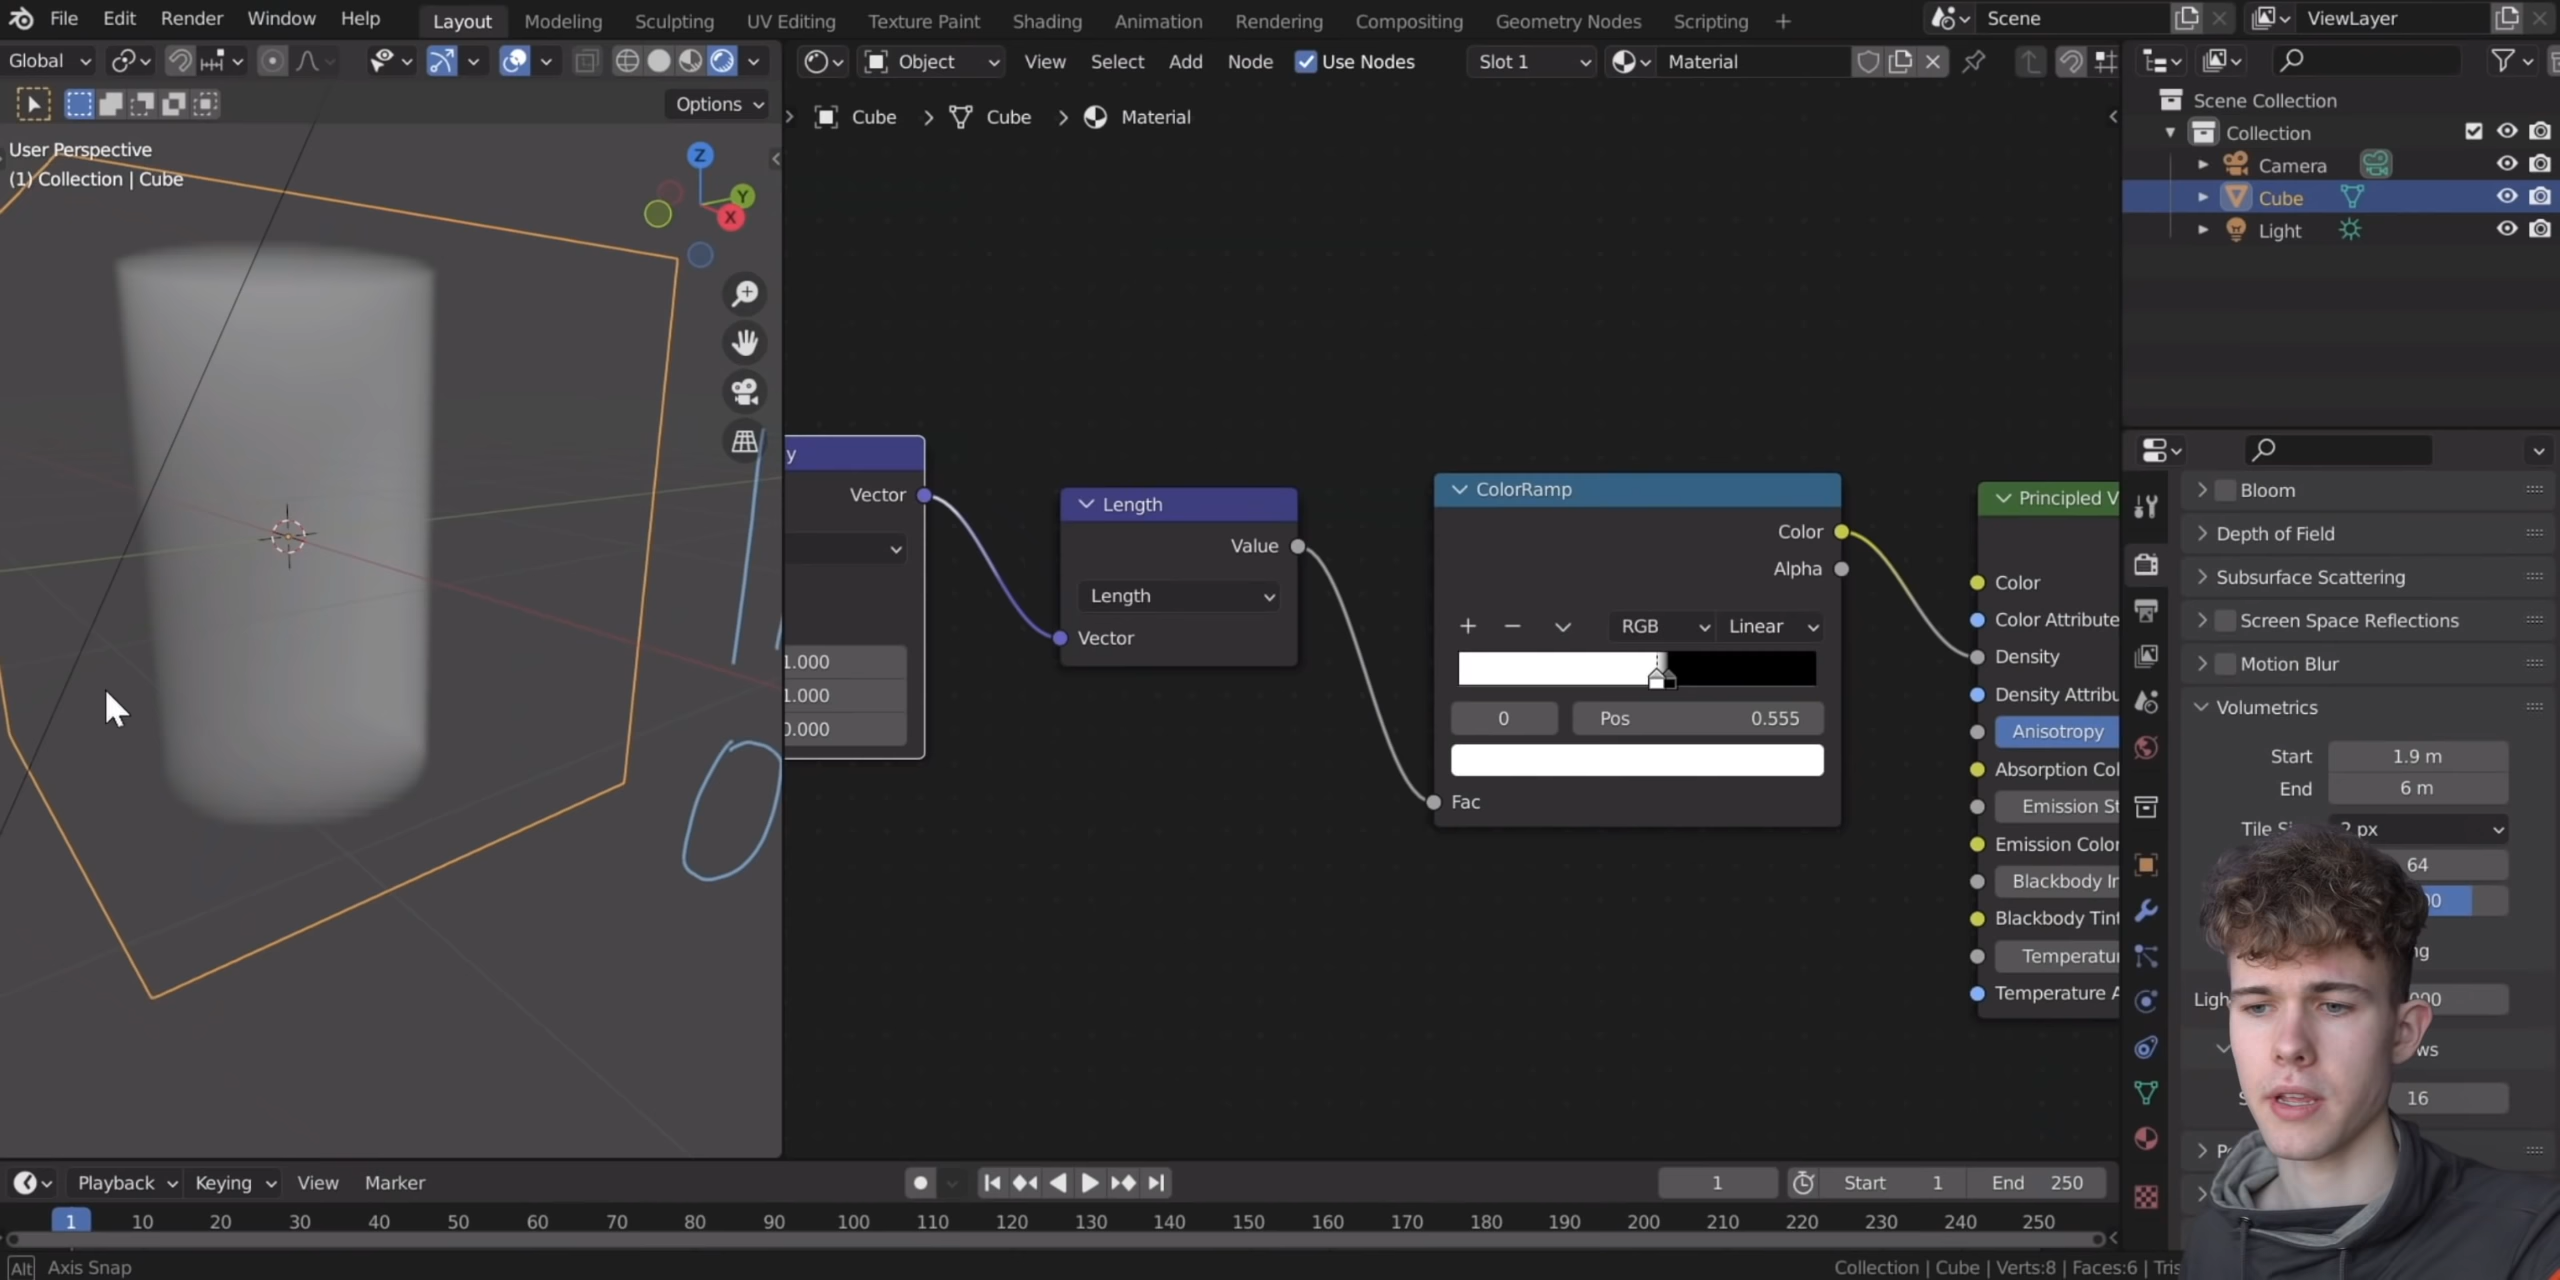 File Edit Render Window Help Layout Modeling Sculpting UV Editing Texture Paint Shading Animation Rendering Compositing Geometry Nodes Scripting + Scene ViewLayer
Global Object View Select Add Node Use Nodes Slot 1 Material
Options
Cube > Cube > Material
User Perspective
(1) Collection | Cube
Z
Y
X
Scene Collection
Collection
Camera
Cube
Light
y
Vector
1.000
1.000
0.000
Length
Value
Length
Vector
ColorRamp
Color
Alpha
+ − RGB Linear
0 Pos 0.555
Fac
Principled V
Color
Color Attribute
Density
Density Attribu
Anisotropy
Absorption Col
Emission St
Emission Color
Blackbody In
Blackbody Tint
Temperatur
Temperature A
Bloom
Depth of Field
Subsurface Scattering
Screen Space Reflections
Motion Blur
Volumetrics
Start 1.9 m
End 6 m
px
64
Ligh
16
Playback Keying View Marker 1 Start 1 End 250
1 10 20 30 40 50 60 70 80 90 100 110 120 130 140 150 160 170 180 190 200 210 220 230 240 250
Alt Axis Snap
Collection | Cube | Verts:8 | Faces:6 | Tris